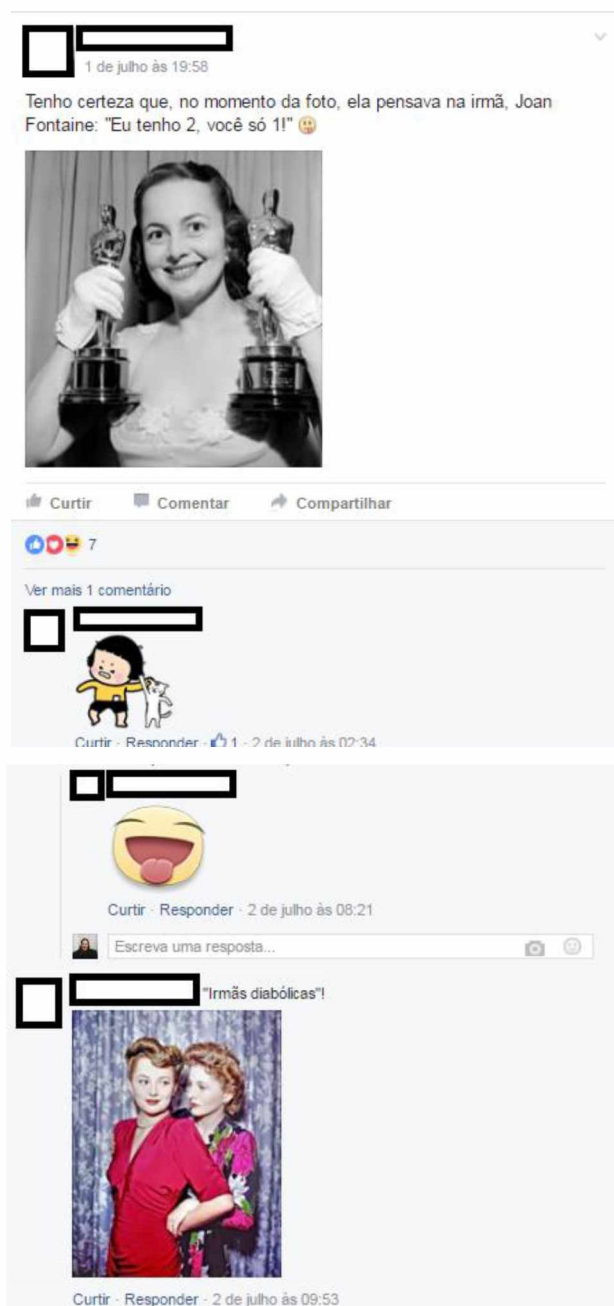 1 de julho às 19:58
Tenho certeza que, no momento da foto, ela pensava na irmã, Joan
Fontaine: "Eu tenho 2, você só 1!"
Curtir Comentar Compartilhar
7
Ver mais 1 comentário
Curtir · Responder · 1 · 2 de julho às 02:34
Curtir · Responder · 2 de julho às 08:21
Escreva uma resposta...
"Irmãs diabólicas"!
Curtir · Responder · 2 de julho às 09:53